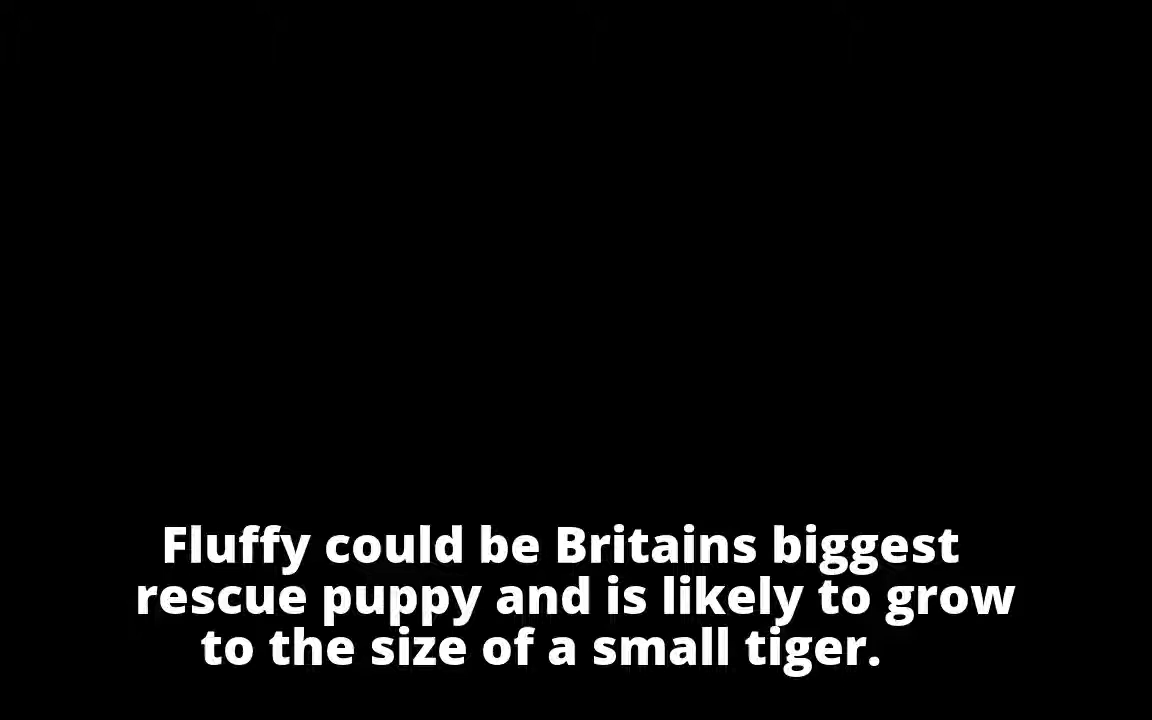 Fluffy could be Britains biggest
rescue puppy and is likely to grow
to the size of a small tiger.